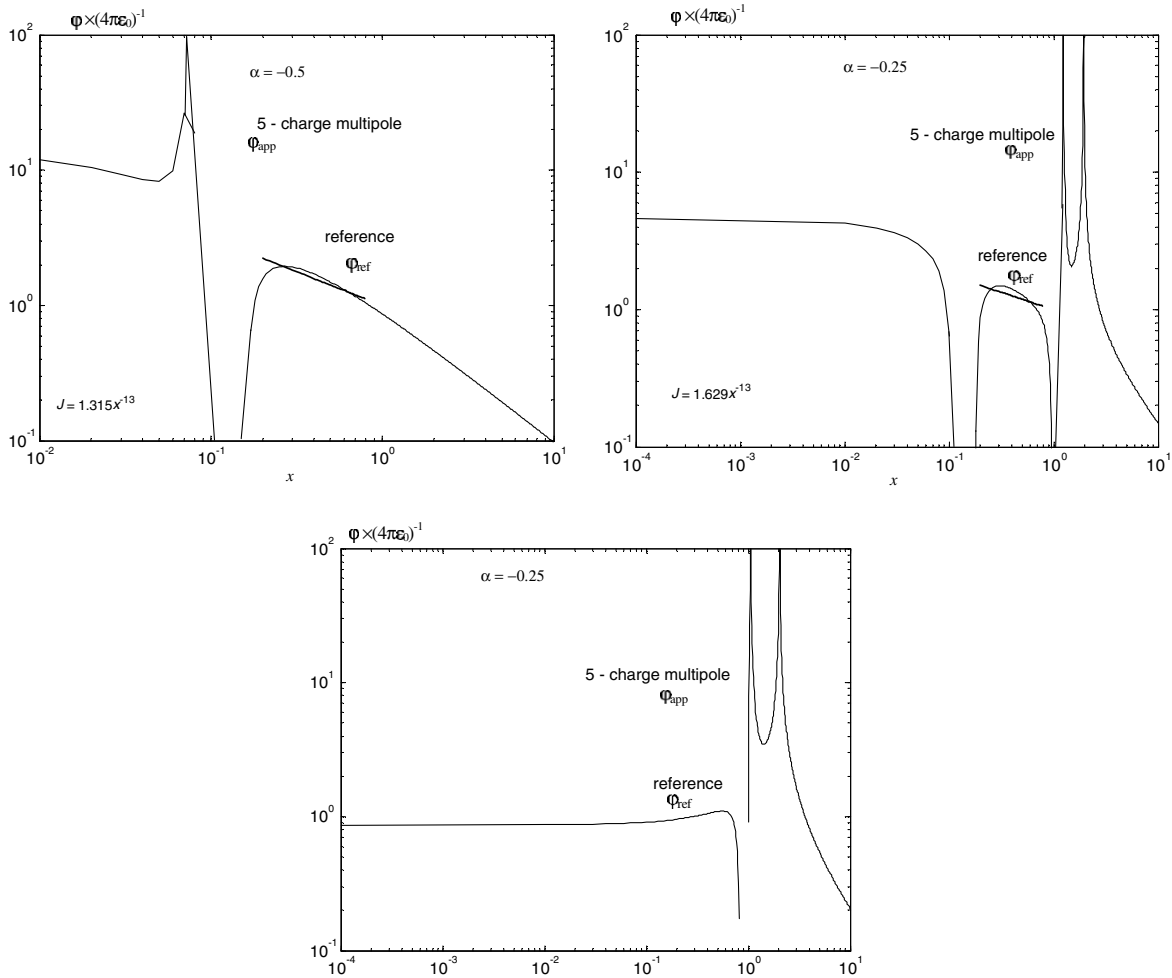 φ×(4πε₀)⁻¹
10²
10¹
10⁰
10⁻¹
α = −0.5
5 - charge multipole
φapp
reference
φref
J = 1.315x⁻¹³
10⁻² 10⁻¹ 10⁰ 10¹
x
φ×(4πε₀)⁻¹
10²
10¹
10⁰
10⁻¹
α = −0.25
5 - charge multipole
φapp
reference
φref
J = 1.629x⁻¹³
10⁻⁴ 10⁻³ 10⁻² 10⁻¹ 10⁰ 10¹
x
φ×(4πε₀)⁻¹
10²
10¹
10⁰
10⁻¹
α = −0.25
5 - charge multipole
φapp
reference
φref
10⁻⁴ 10⁻³ 10⁻² 10⁻¹ 10⁰ 10¹